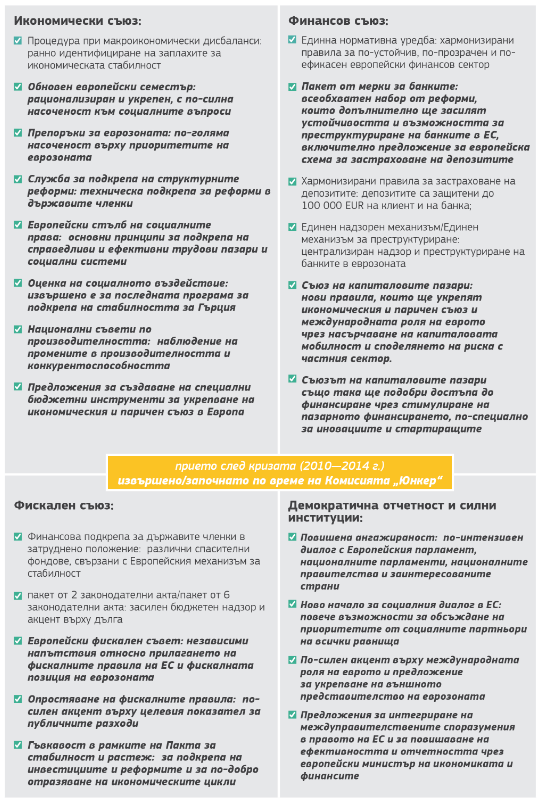 Икономически съюз:
Процедура при макроикономически дисбаланси:
ранно идентифициране на заплахите за
икономическата стабилност
Обновен европейски семестър:
рационализиран и укрепен, с по-силна
насоченост към социалните въпроси
Препоръки за еврозоната: по-голяма
насоченост върху приоритетите на
еврозоната
Служба за подкрепа на структурните
реформи: техническа подкрепа за реформи в
държавите членки
Европейски стълб на социалните
права: основни принципи за подкрепа на
справедливи и ефективни трудови пазари и
социални системи
Оценка на социалното въздействие:
извършено е за последната програма за
подкрепа на стабилността за Гърция
Национални съвети по
производителността: наблюдение на
промените в производителността и
конкурентоспособността
Предложения за създаване на специални
бюджетни инструменти за укрепване на
икономическия и паричен съюз в Европа
Финансов съюз:
Единна нормативна уредба: хармонизирани
правила за по-устойчив, по-прозрачен и по-
ефикасен европейски финансов сектор
Пакет от мерки за банките:
всеобхватен набор от реформи,
които допълнително ще засилят
устойчивостта и възможността за
преструктуриране на банките в ЕС,
включително предложение за европейска
схема за застраховане на депозитите
Хармонизирани правила за застраховане на
депозитите: депозитите са защитени до
100 000 EUR на клиент и на банка;
Единен надзорен механизъм/Единен
механизъм за преструктуриране:
централизиран надзор и преструктуриране на
банките в еврозоната
Съюз на капиталовите пазари:
нови правила, които ще укрепят
икономическия и паричен съюз и
международната роля на еврото
чрез насърчаване на капиталовата
мобилност и споделянето на риска с
частния сектор.
Съюзът на капиталовите пазари
също така ще подобри достъпа до
финансиране чрез стимулиране на
пазарното финансирането, по-специално
за иновациите и стартиращите
прието след кризата (2010—2014 г.)
извършено/започнато по време на Комисията „Юнкер“
Фискален съюз:
Финансова подкрепа за държавите членки в
затруднено положение: различни спасителни
фондове, свързани с Европейския механизъм за
стабилност
пакет от 2 законодателни акта/пакет от 6
законодателни акта: засилен бюджетен надзор и
акцент върху дълга
Европейски фискален съвет: независими
напътствия относно прилагането на
фискалните правила на ЕС и фискалната
позиция на еврозоната
Опростяване на фискалните правила: по-
силен акцент върху целевия показател за
публичните разходи
Гъвкавост в рамките на Пакта за
стабилност и растеж: за подкрепа на
инвестициите и реформите и за по-добро
отразяване на икономическите цикли
Демократична отчетност и силни
институции:
Повишена ангажираност: по-интензивен
диалог с Европейския парламент,
националните парламенти, националните
правителства и заинтересованите
страни
Ново начало за социалния диалог в ЕС:
повече възможности за обсъждане на
приоритетите от социалните партньори
на всички равнища
По-силен акцент върху международната
роля на еврото и предложение
за укрепване на външното
представителство на еврозоната
Предложения за интегриране на
междуправителствените споразумения
в правото на ЕС и за повишаване на
ефективността и отчетността чрез
европейски министър на икономиката и
финансите